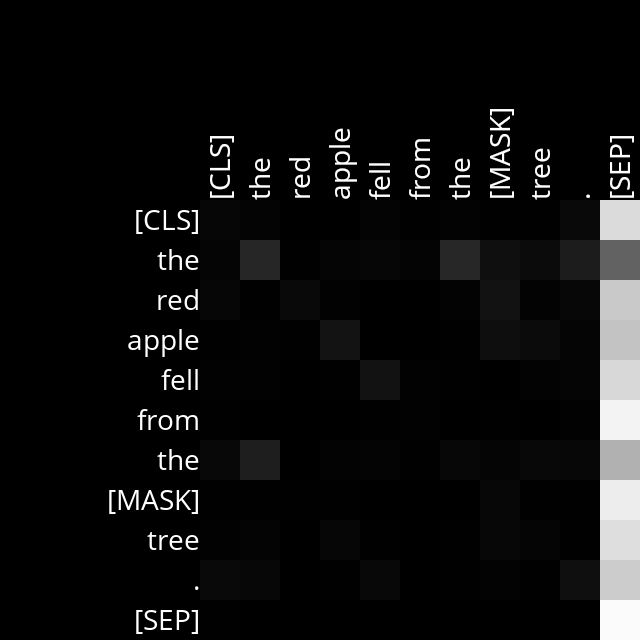 [CLS] the red apple fell from the [MASK] tree . [SEP]
[CLS]
the
red
apple
fell
from
the
[MASK]
tree
.
[SEP]